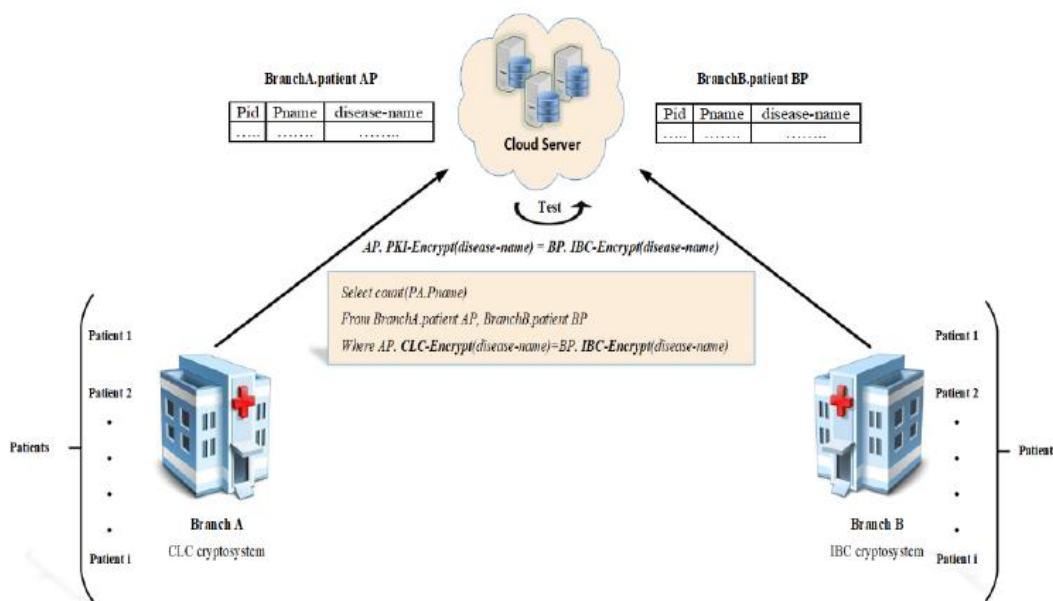 BranchA.patient AP
BranchB.patient BP
Pid Pname disease-name
..... ....... ........
Pid Pname disease-name
..... ....... ........
Cloud Server
Test
AP. PKI-Encrypt(disease-name) = BP. IBC-Encrypt(disease-name)
Select count(PA.Pname)
From BranchA.patient AP, BranchB.patient BP
Where AP. CLC-Encrypt(disease-name)=BP. IBC-Encrypt(disease-name)
Patient 1
Patient 2
Patients
Patient i
Branch A
CLC cryptosystem
Patient 1
Patient 2
Patient
Patient i
Branch B
IBC cryptosystem